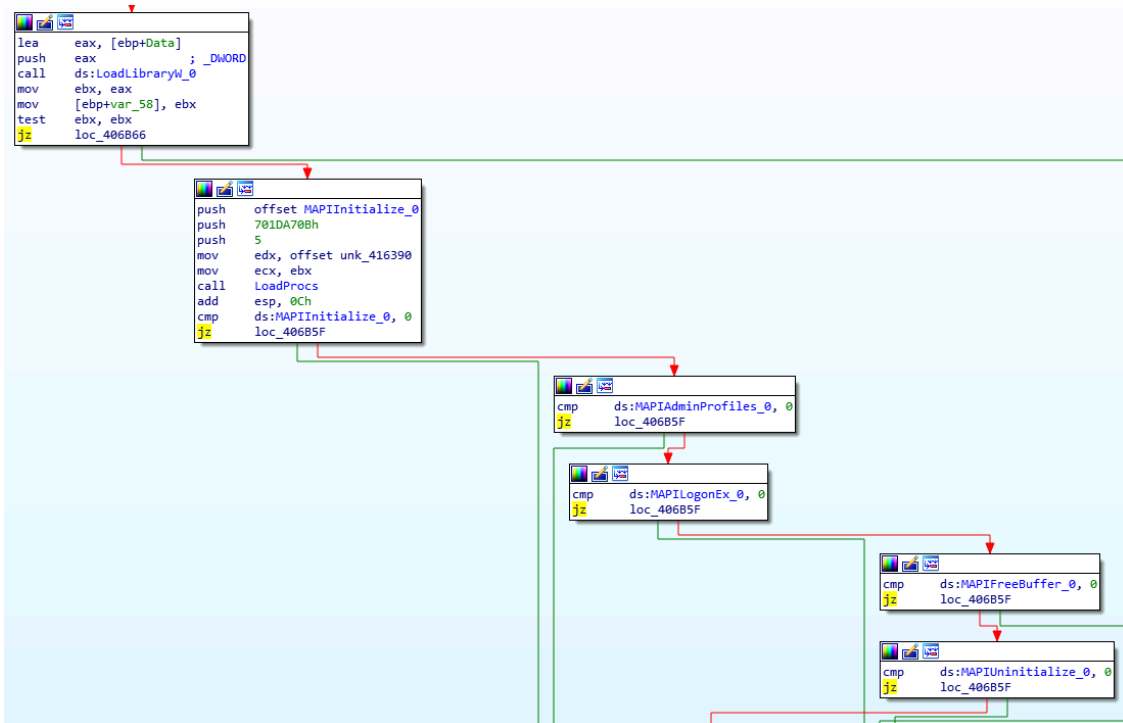 lea eax, [ebp+Data]
push eax ; _DWORD
call ds:LoadLibraryW_0
mov ebx, eax
mov [ebp+var_58], ebx
test ebx, ebx
jz loc_406B66
push offset MAPIInitialize_0
push 701DA70Bh
push 5
mov edx, offset unk_416390
mov ecx, ebx
call LoadProcs
add esp, 0Ch
cmp ds:MAPIInitialize_0, 0
jz loc_406B5F
cmp ds:MAPIAdminProfiles_0, 0
jz loc_406B5F
cmp ds:MAPILogonEx_0, 0
jz loc_406B5F
cmp ds:MAPIFreeBuffer_0, 0
jz loc_406B5F
cmp ds:MAPIUninitialize_0, 0
jz loc_406B5F